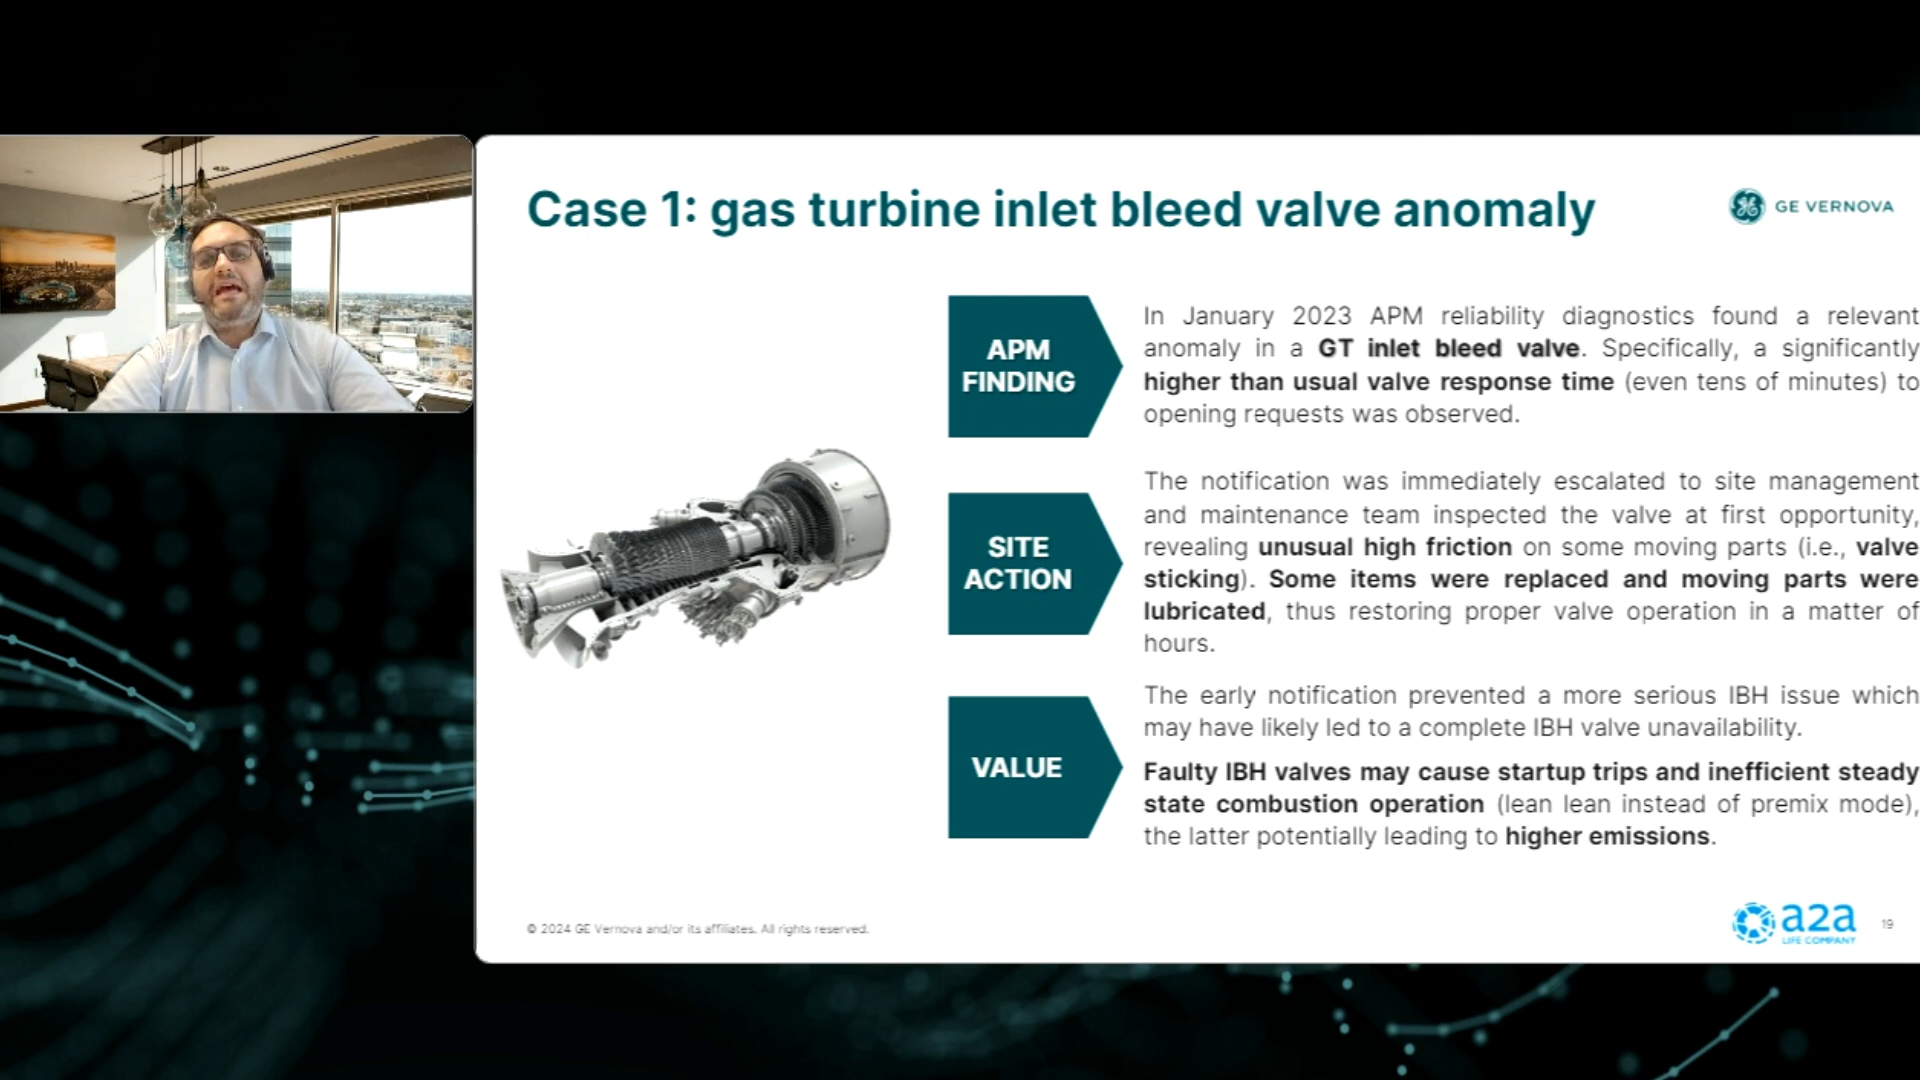 Case 1: gas turbine inlet bleed valve anomaly
GE VERNOVA
APM
FINDING
In January 2023 APM reliability diagnostics found a relevant
anomaly in a GT inlet bleed valve. Specifically, a significantly
higher than usual valve response time (even tens of minutes) to
opening requests was observed.
SITE
ACTION
The notification was immediately escalated to site management
and maintenance team inspected the valve at first opportunity,
revealing unusual high friction on some moving parts (i.e., valve
sticking). Some items were replaced and moving parts were
lubricated, thus restoring proper valve operation in a matter of
hours.
VALUE
The early notification prevented a more serious IBH issue which
may have likely led to a complete IBH valve unavailability.
Faulty IBH valves may cause startup trips and inefficient steady
state combustion operation (lean lean instead of premix mode),
the latter potentially leading to higher emissions.
© 2024 GE Vernova and/or its affiliates. All rights reserved.
a2a
LIFE COMPANY
19